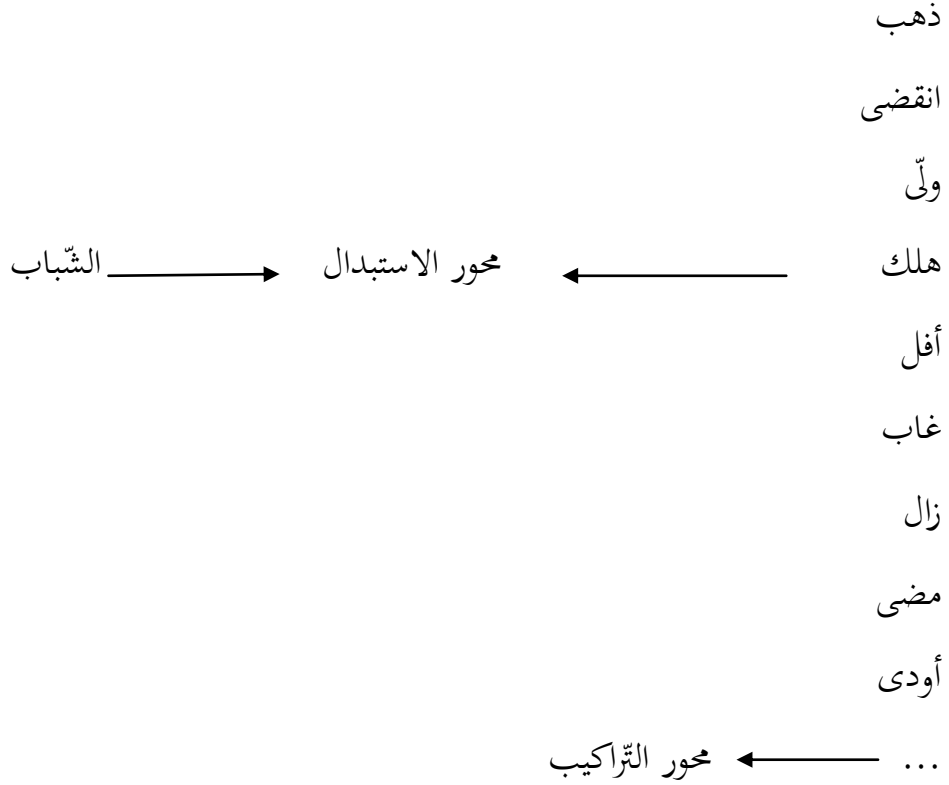 ذهب
انقضى
ولّى
هلك محور الاستبدال الشّباب
أفل
غاب
زال
مضى
أودى
... محور التّراكيب